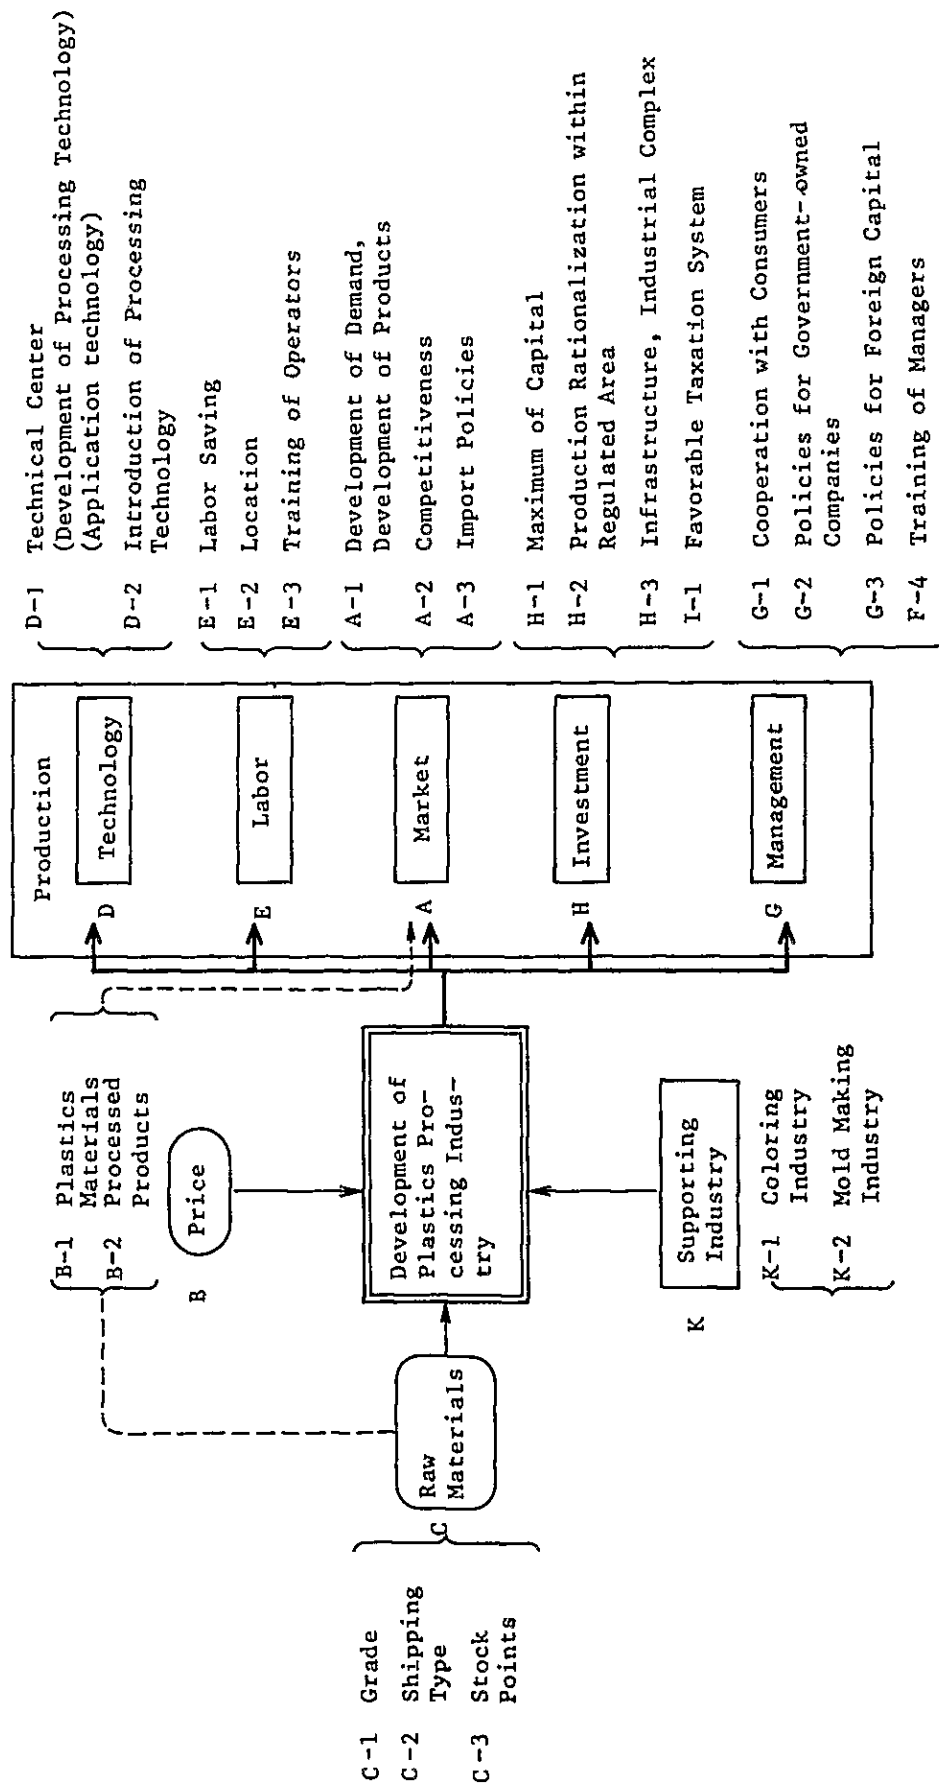 C-1 Grade
C-2 Shipping
Type
C-3 Stock
Points
C
Raw
Materials
B-1 Plastics
Materials
B-2 Processed
Products
B
Price
Development of
Plastics Pro-
cessing Indus-
try
K
Supporting
Industry
K-1 Coloring
Industry
K-2 Mold Making
Industry
Production
D
Technology
E
Labor
A
Market
H
Investment
G
Management
D-1 Technical Center
(Development of Processing Technology)
(Application technology)
D-2 Introduction of Processing
Technology
E-1 Labor Saving
E-2 Location
E-3 Training of Operators
A-1 Development of Demand,
Development of Products
A-2 Competitiveness
A-3 Import Policies
H-1 Maximum of Capital
H-2 Production Rationalization within
Regulated Area
H-3 Infrastructure, Industrial Complex
I-1 Favorable Taxation System
G-1 Cooperation with Consumers
G-2 Policies for Government-owned
Companies
G-3 Policies for Foreign Capital
F-4 Training of Managers